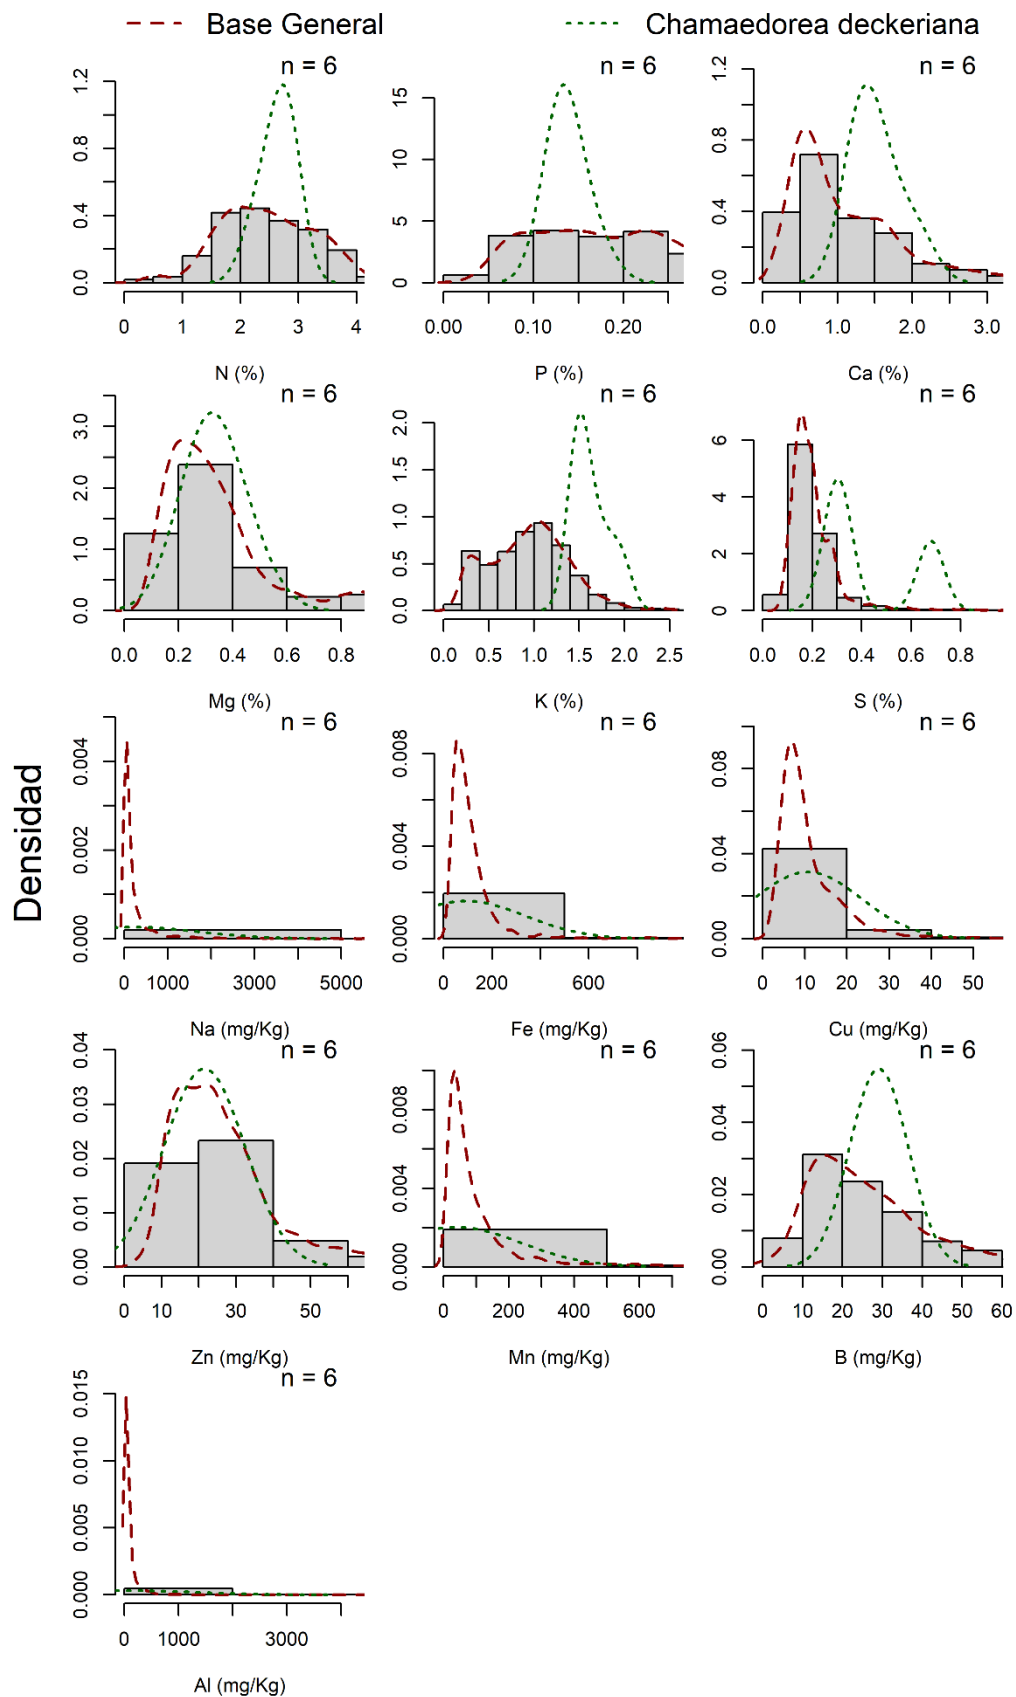 Base General Chamaedorea deckeriana
n = 6 n = 6 n = 6
0.0 0.4 0.8 1.2
0 5 10 15
0.0 0.4 0.8 1.2
0 1 2 3 4
0.00 0.10 0.20
0.0 1.0 2.0 3.0
N (%) P (%) Ca (%)
n = 6 n = 6 n = 6
0.0 1.0 2.0 3.0
0.0 0.5 1.0 1.5 2.0
0 2 4 6
0.0 0.2 0.4 0.6 0.8
0.0 0.5 1.0 1.5 2.0 2.5
0.0 0.2 0.4 0.6 0.8
Mg (%) K (%) S (%)
Densidad
n = 6 n = 6 n = 6
0.000 0.002 0.004
0.000 0.004 0.008
0.00 0.04 0.08
0 1000 3000 5000
0 200 600
0 10 20 30 40 50
Na (mg/Kg) Fe (mg/Kg) Cu (mg/Kg)
n = 6 n = 6 n = 6
0.00 0.01 0.02 0.03 0.04
0.000 0.004 0.008
0.00 0.02 0.04 0.06
0 10 30 50
0 200 400 600
0 10 20 30 40 50 60
Zn (mg/Kg) Mn (mg/Kg) B (mg/Kg)
n = 6
0.000 0.005 0.010 0.015
0 1000 3000
Al (mg/Kg)